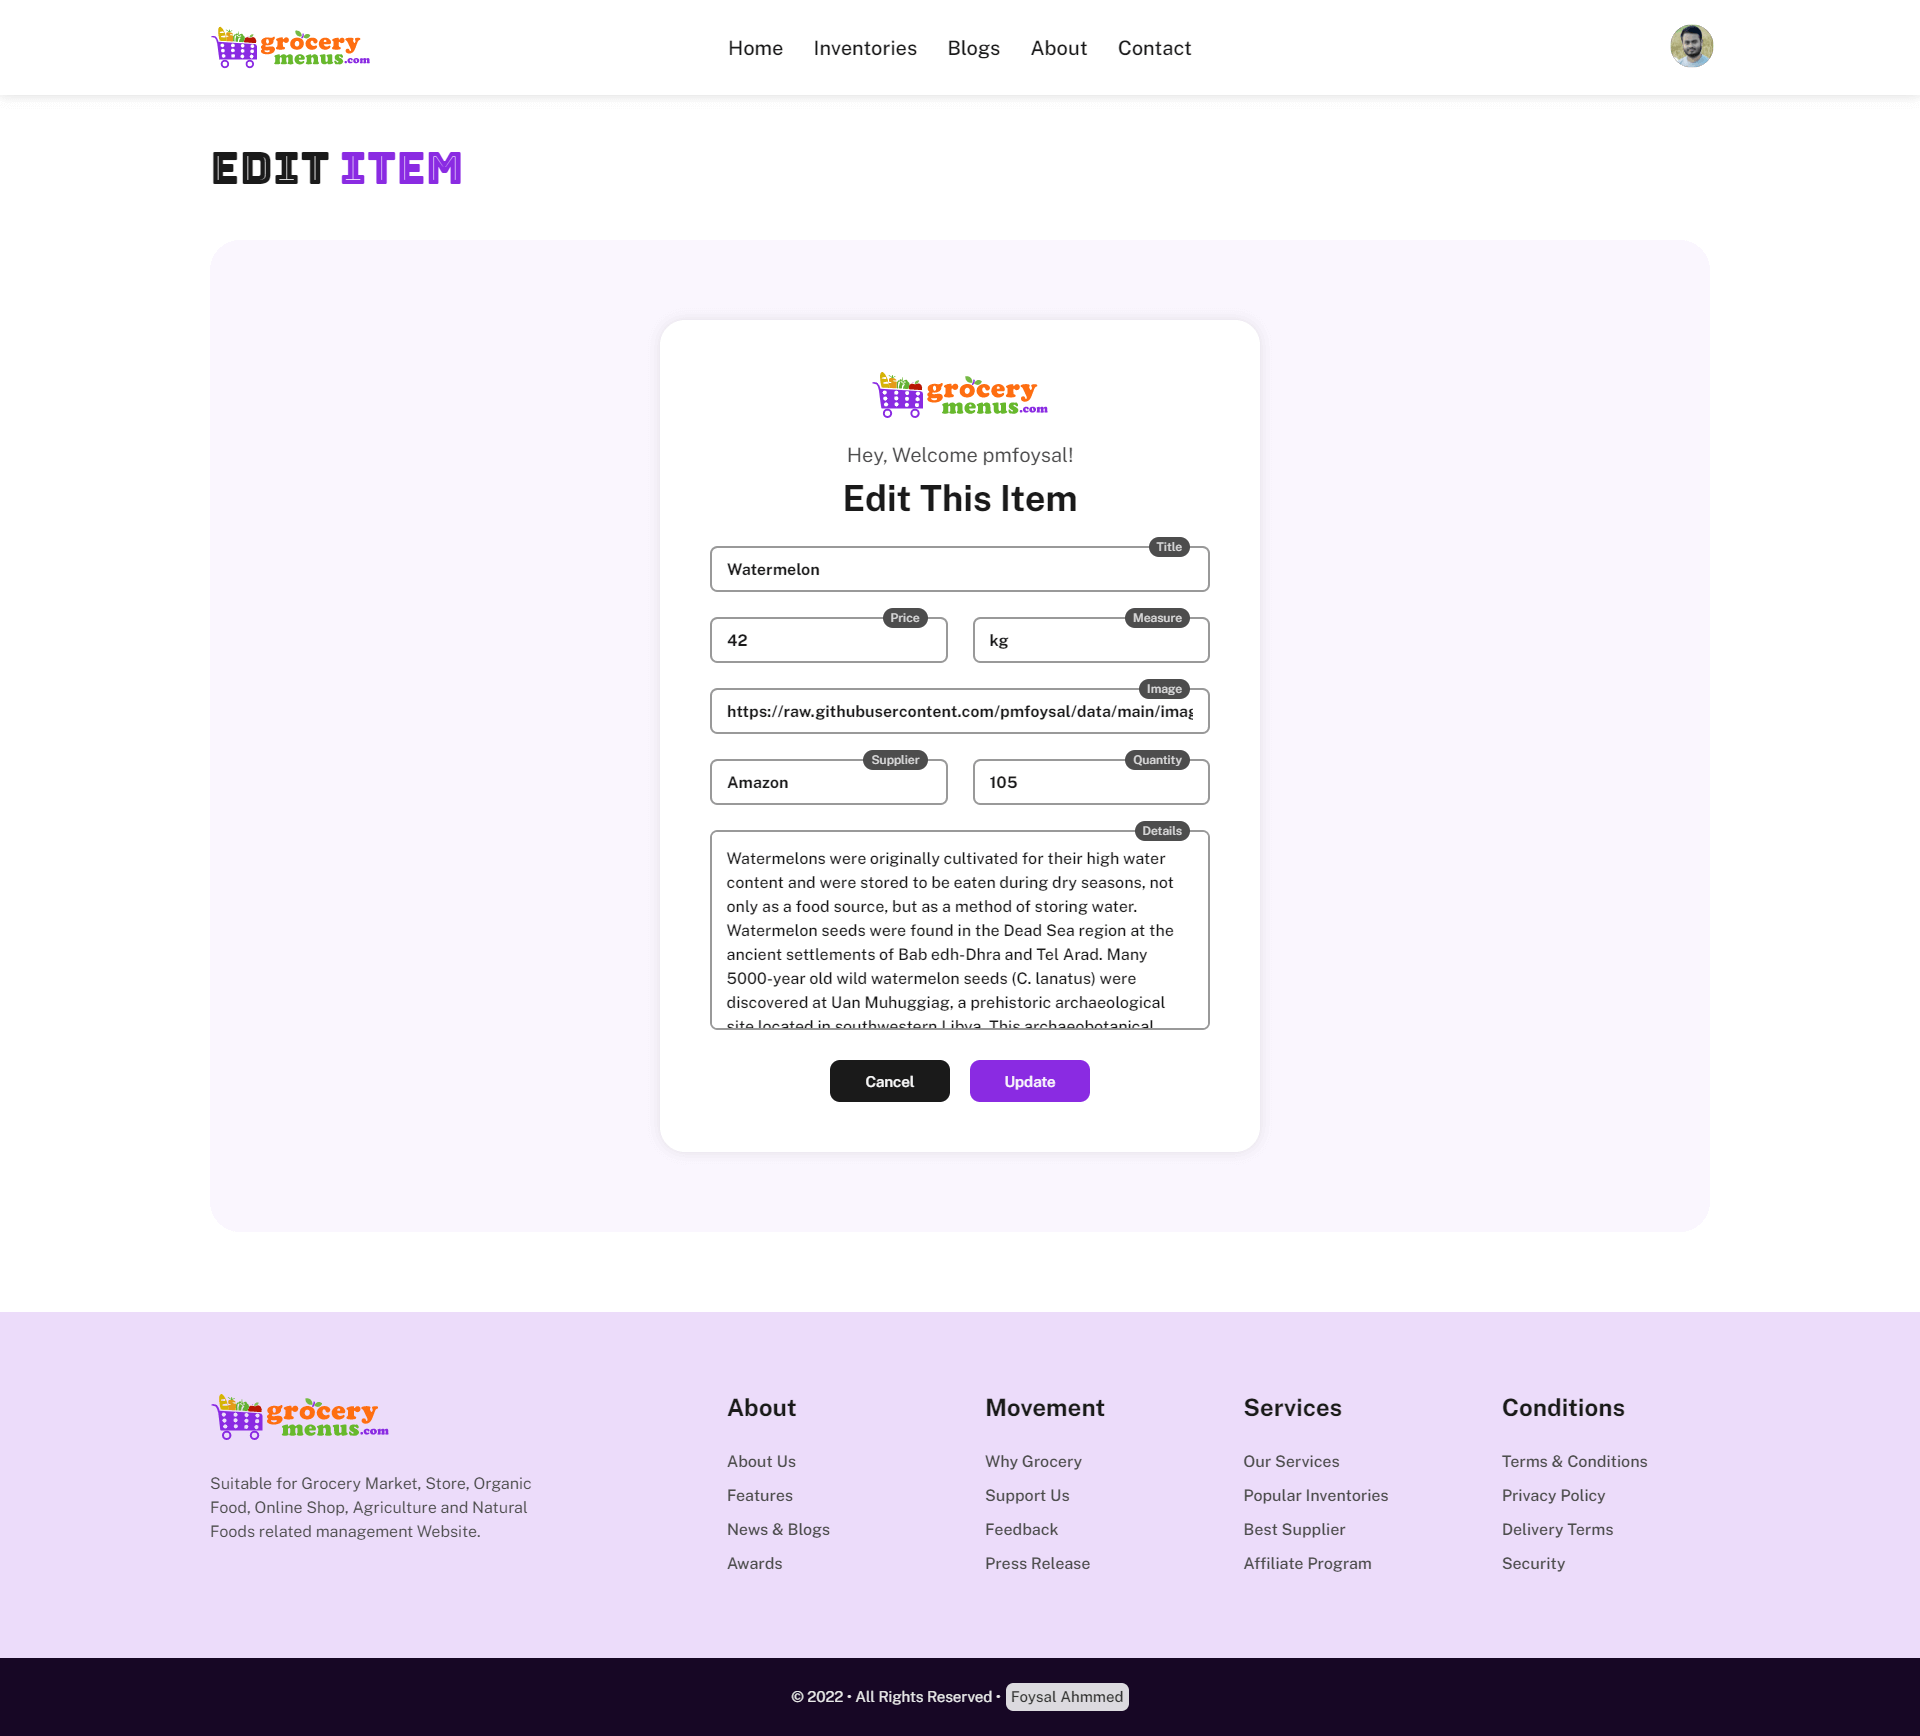 grocery
menus.com
Home
Inventories
Blogs
About
Contact
EDIT ITEM
grocery
menus.com
Hey, Welcome pmfoysal!
Edit This Item
Title
Watermelon
Price
42
Measure
kg
Image
https://raw.githubusercontent.com/pmfoysal/data/main/imag
Supplier
Amazon
Quantity
105
Details
Watermelons were originally cultivated for their high water
content and were stored to be eaten during dry seasons, not
only as a food source, but as a method of storing water.
Watermelon seeds were found in the Dead Sea region at the
ancient settlements of Bab edh-Dhra and Tel Arad. Many
5000-year old wild watermelon seeds (C. lanatus) were
discovered at Uan Muhuggiag, a prehistoric archaeological
site located in southwestern Libya. This archaeobotanical
Cancel
Update
grocery
menus.com
Suitable for Grocery Market, Store, Organic
Food, Online Shop, Agriculture and Natural
Foods related management Website.
About
About Us
Features
News & Blogs
Awards
Movement
Why Grocery
Support Us
Feedback
Press Release
Services
Our Services
Popular Inventories
Best Supplier
Affiliate Program
Conditions
Terms & Conditions
Privacy Policy
Delivery Terms
Security
© 2022 • All Rights Reserved • Foysal Ahmmed